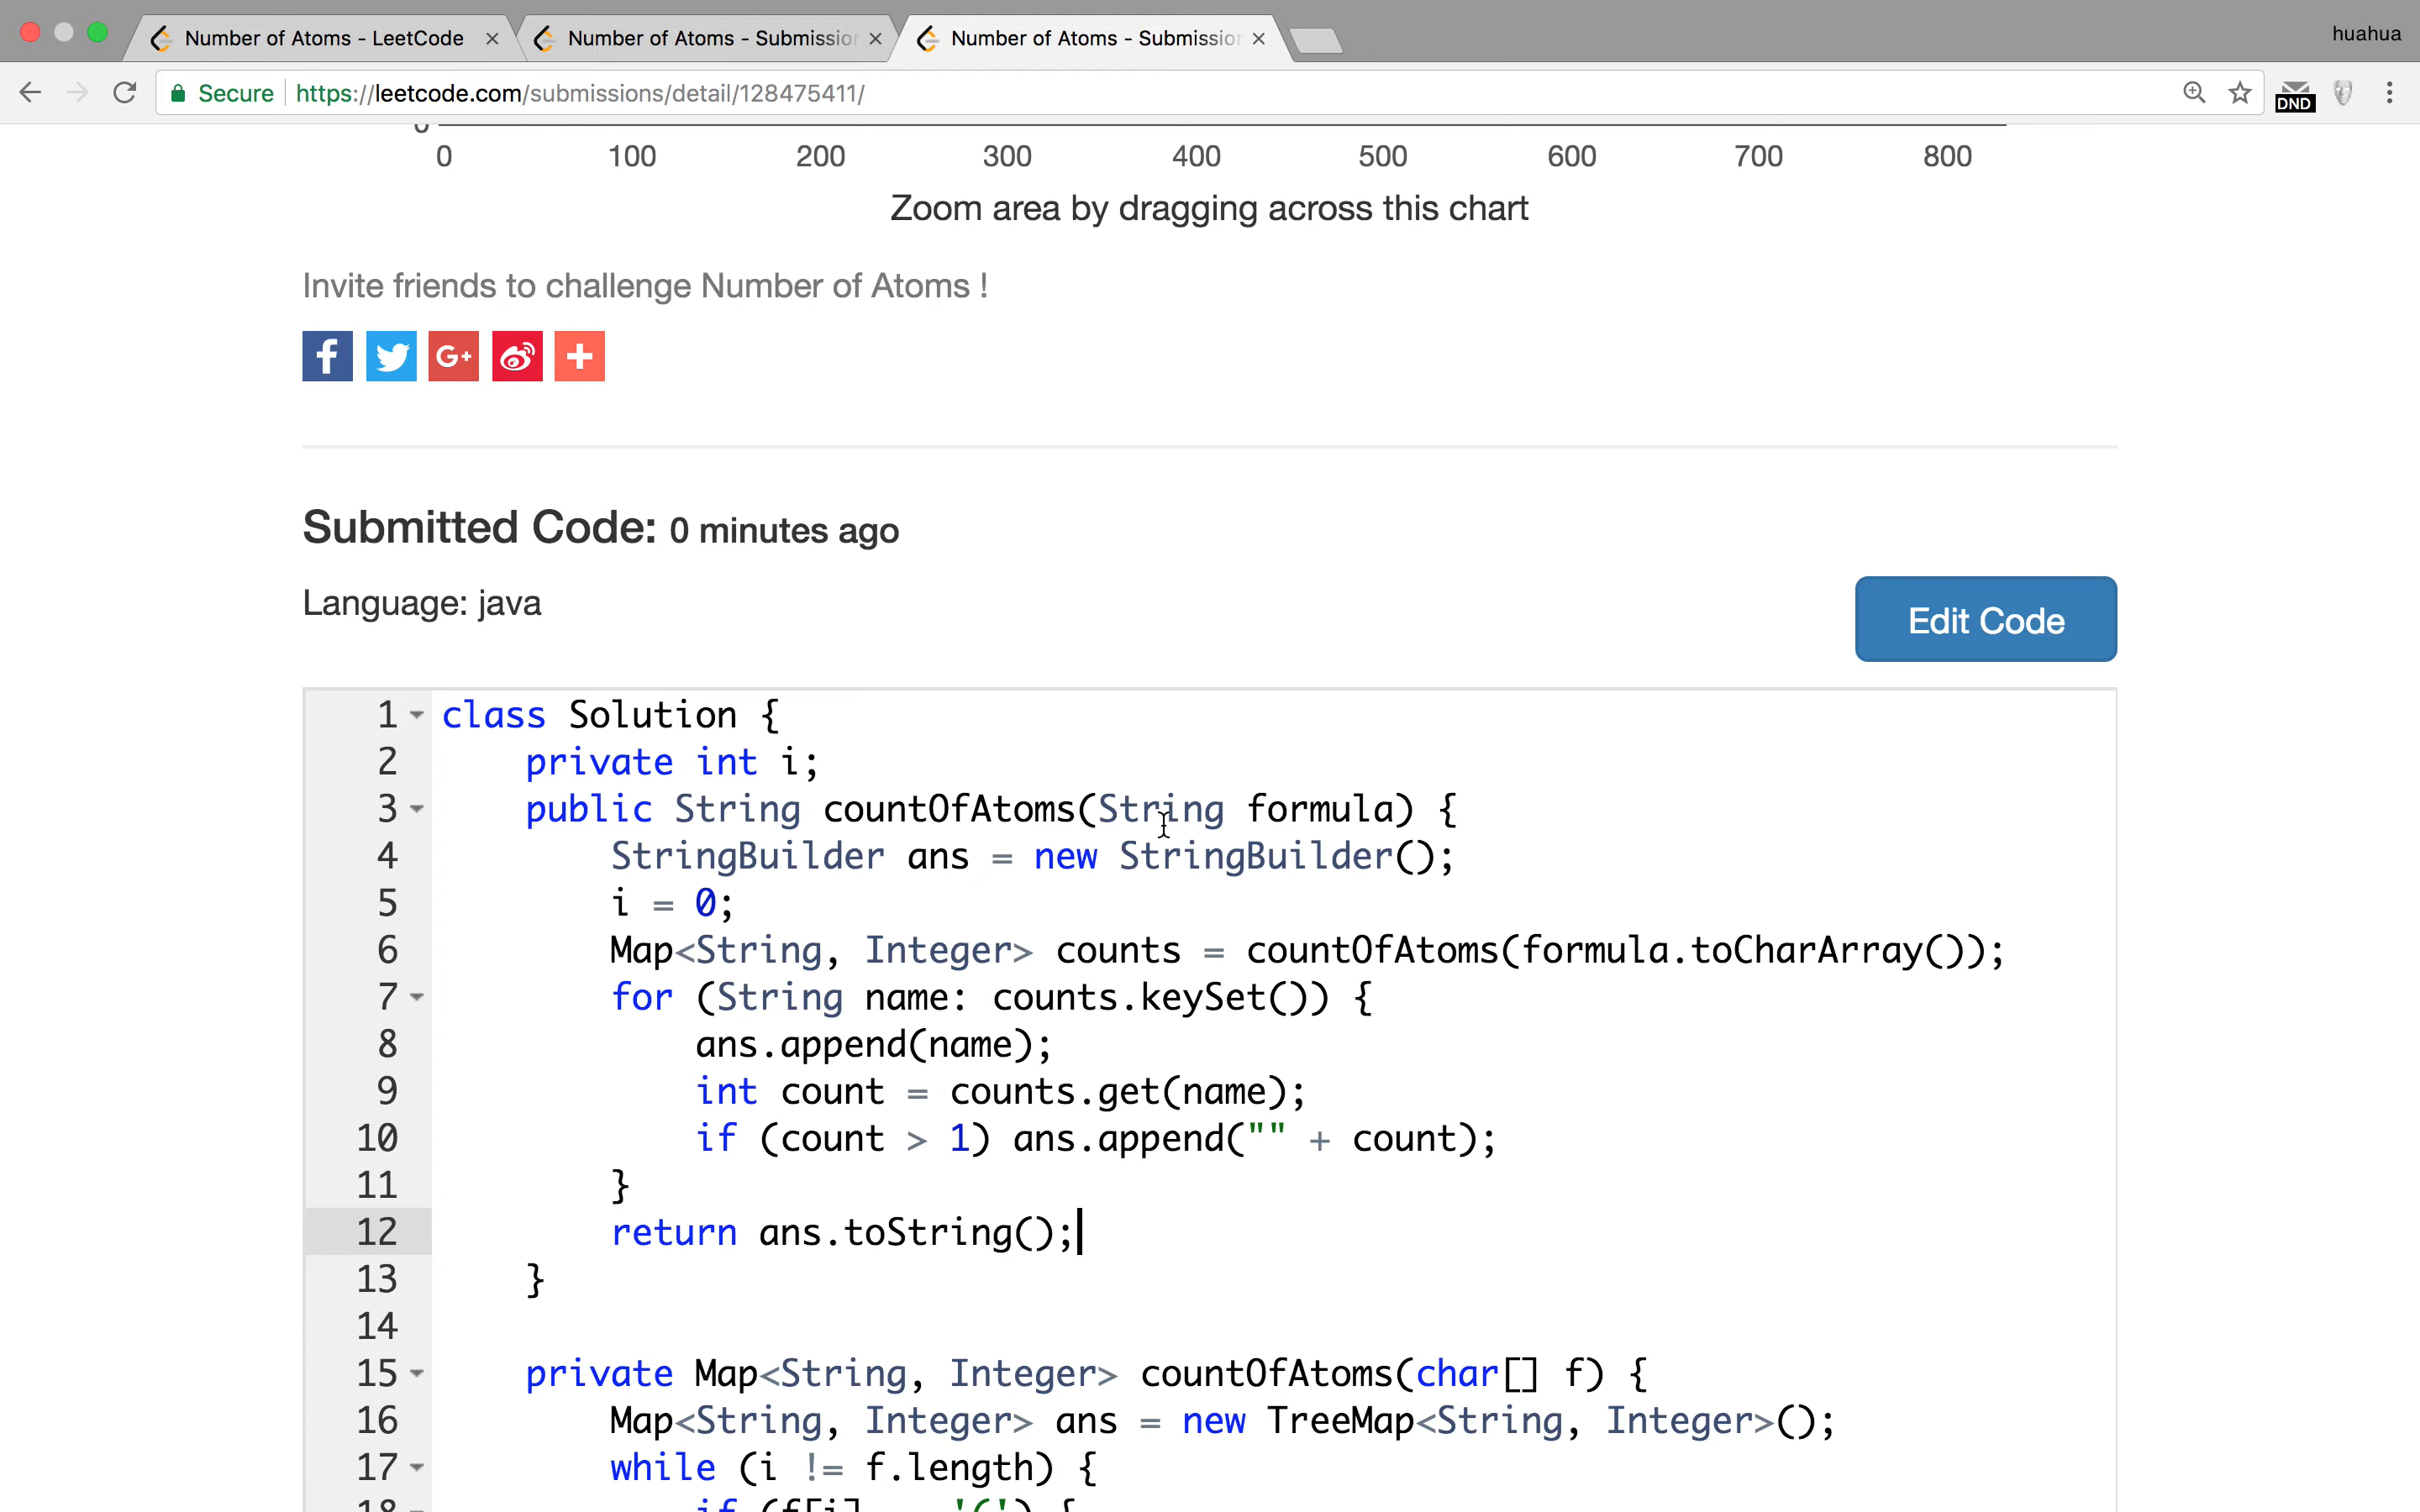 huahua
Number of Atoms - LeetCode
Number of Atoms - Submission
Number of Atoms - Submission
Secure
https://leetcode.com/submissions/detail/128475411/
DND
0
0 100 200 300 400 500 600 700 800
Zoom area by dragging across this chart
Invite friends to challenge Number of Atoms !
f
G+
Submitted Code: 0 minutes ago
Language: java
Edit Code
1 class Solution {
2 private int i;
3 public String countOfAtoms(String formula) {
4 StringBuilder ans = new StringBuilder();
5 i = 0;
6 Map<String, Integer> counts = countOfAtoms(formula.toCharArray());
7 for (String name: counts.keySet()) {
8 ans.append(name);
9 int count = counts.get(name);
10 if (count > 1) ans.append("" + count);
11 }
12 return ans.toString();
13 }
14
15 private Map<String, Integer> countOfAtoms(char[] f) {
16 Map<String, Integer> ans = new TreeMap<String, Integer>();
17 while (i != f.length) {
18 if (f[i] '(') {